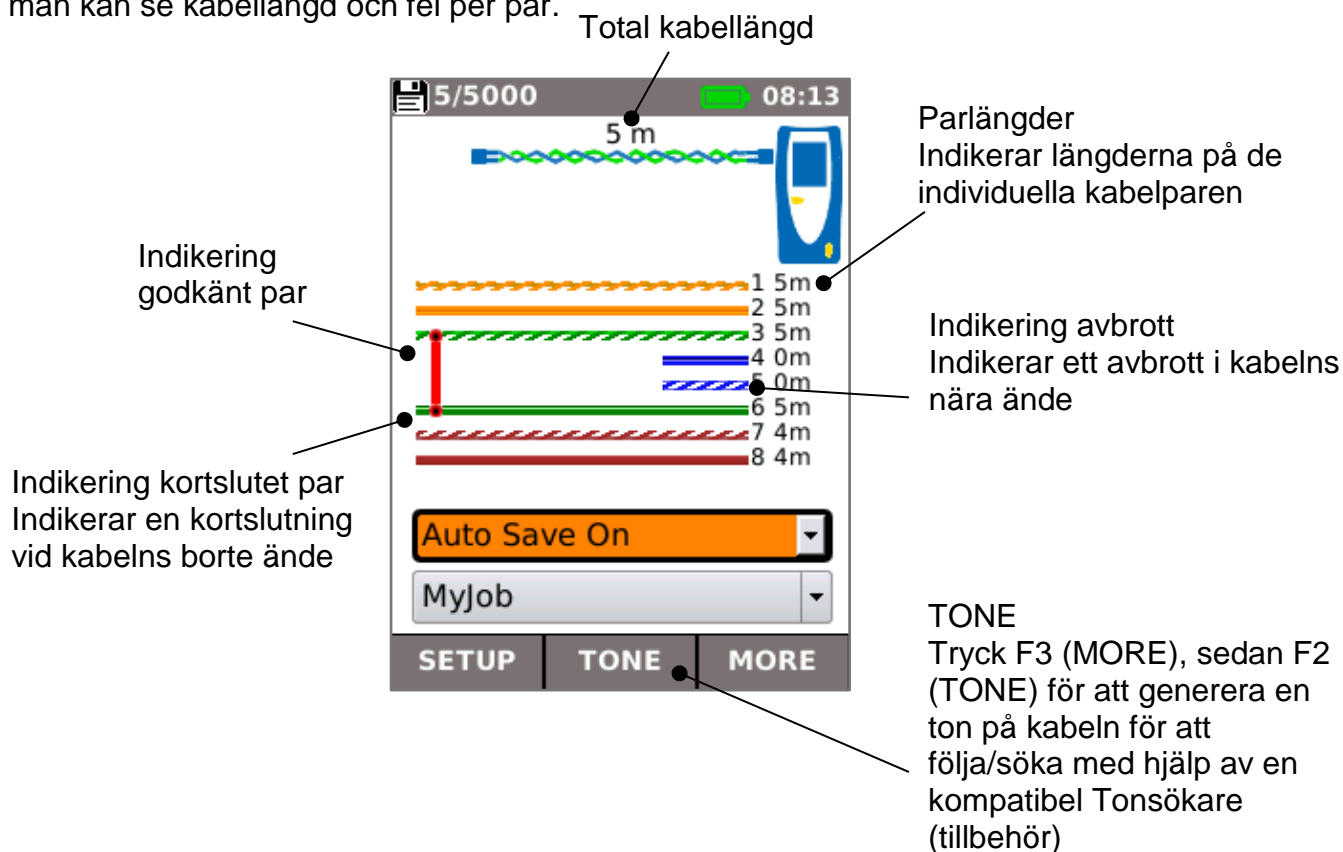 man kan se kabellängd och fel per par.
Total kabellängd
5/5000 08:13
5 m
Parlängder
Indikerar längderna på de
individuella kabelparen
Indikering
godkänt par
1 5m
2 5m
3 5m
4 0m
5 0m
6 5m
7 4m
8 4m
Indikering avbrott
Indikerar ett avbrott i kabelns
nära ände
Indikering kortslutet par
Indikerar en kortslutning
vid kabelns borte ände
Auto Save On
MyJob
SETUP TONE MORE
TONE
Tryck F3 (MORE), sedan F2
(TONE) för att generera en
ton på kabeln för att
följa/söka med hjälp av en
kompatibel Tonsökare
(tillbehör)